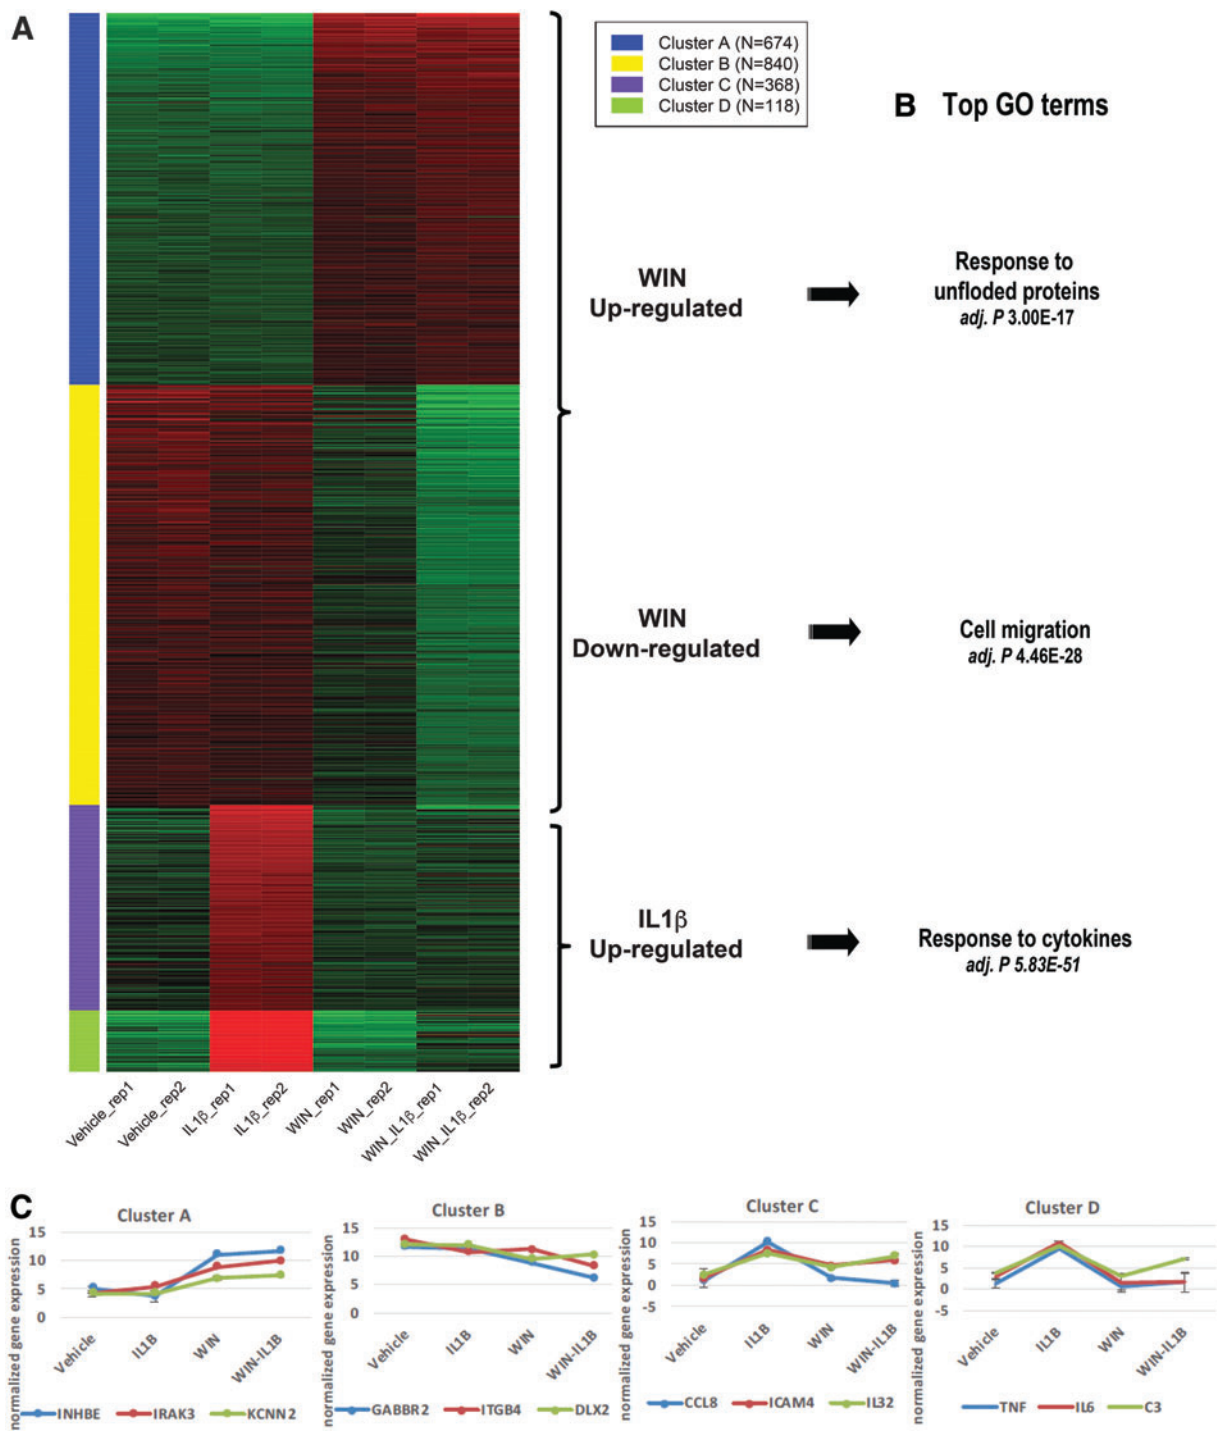 A
Cluster A (N=674)
Cluster B (N=840)
Cluster C (N=368)
Cluster D (N=118)
B Top GO terms
WIN
Up-regulated
Response to
unfloded proteins
adj. P 3.00E-17
WIN
Down-regulated
Cell migration
adj. P 4.46E-28
IL1β
Up-regulated
Response to cytokines
adj. P 5.83E-51
Vehicle_rep1
Vehicle_rep2
IL1β_rep1
IL1β_rep2
WIN_rep1
WIN_rep2
WIN_IL1β_rep1
WIN_IL1β_rep2
C
Cluster A
normalized gene expression
15
10
5
0
Vehicle
IL1B
WIN
WIN-IL1B
INHBE
IRAK3
KCNN2
Cluster B
normalized gene expression
15
10
5
0
Vehicle
IL1B
WIN
WIN-IL1B
GABBR2
ITGB4
DLX2
Cluster C
normalized gene expression
15
10
5
0
-5
Vehicle
IL1B
WIN
WIN-IL1B
CCL8
ICAM4
IL32
Cluster D
normalized gene expression
15
10
5
0
-5
Vehicle
IL1B
WIN
WIN-IL1B
TNF
IL6
C3